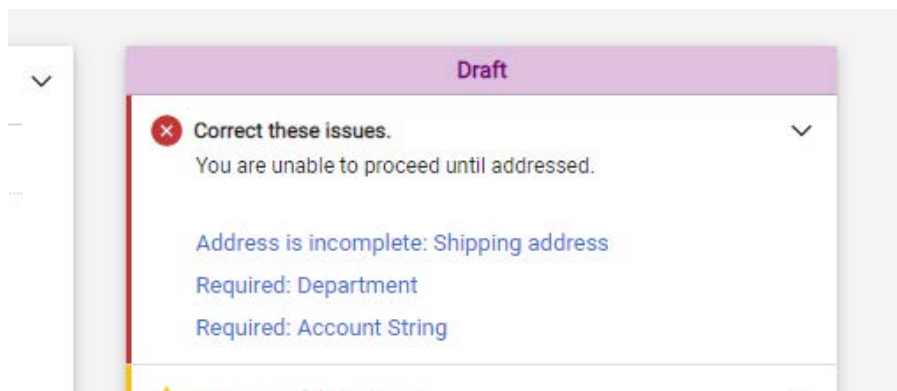 Draft
Correct these issues.
You are unable to proceed until addressed.
Address is incomplete: Shipping address
Required: Department
Required: Account String